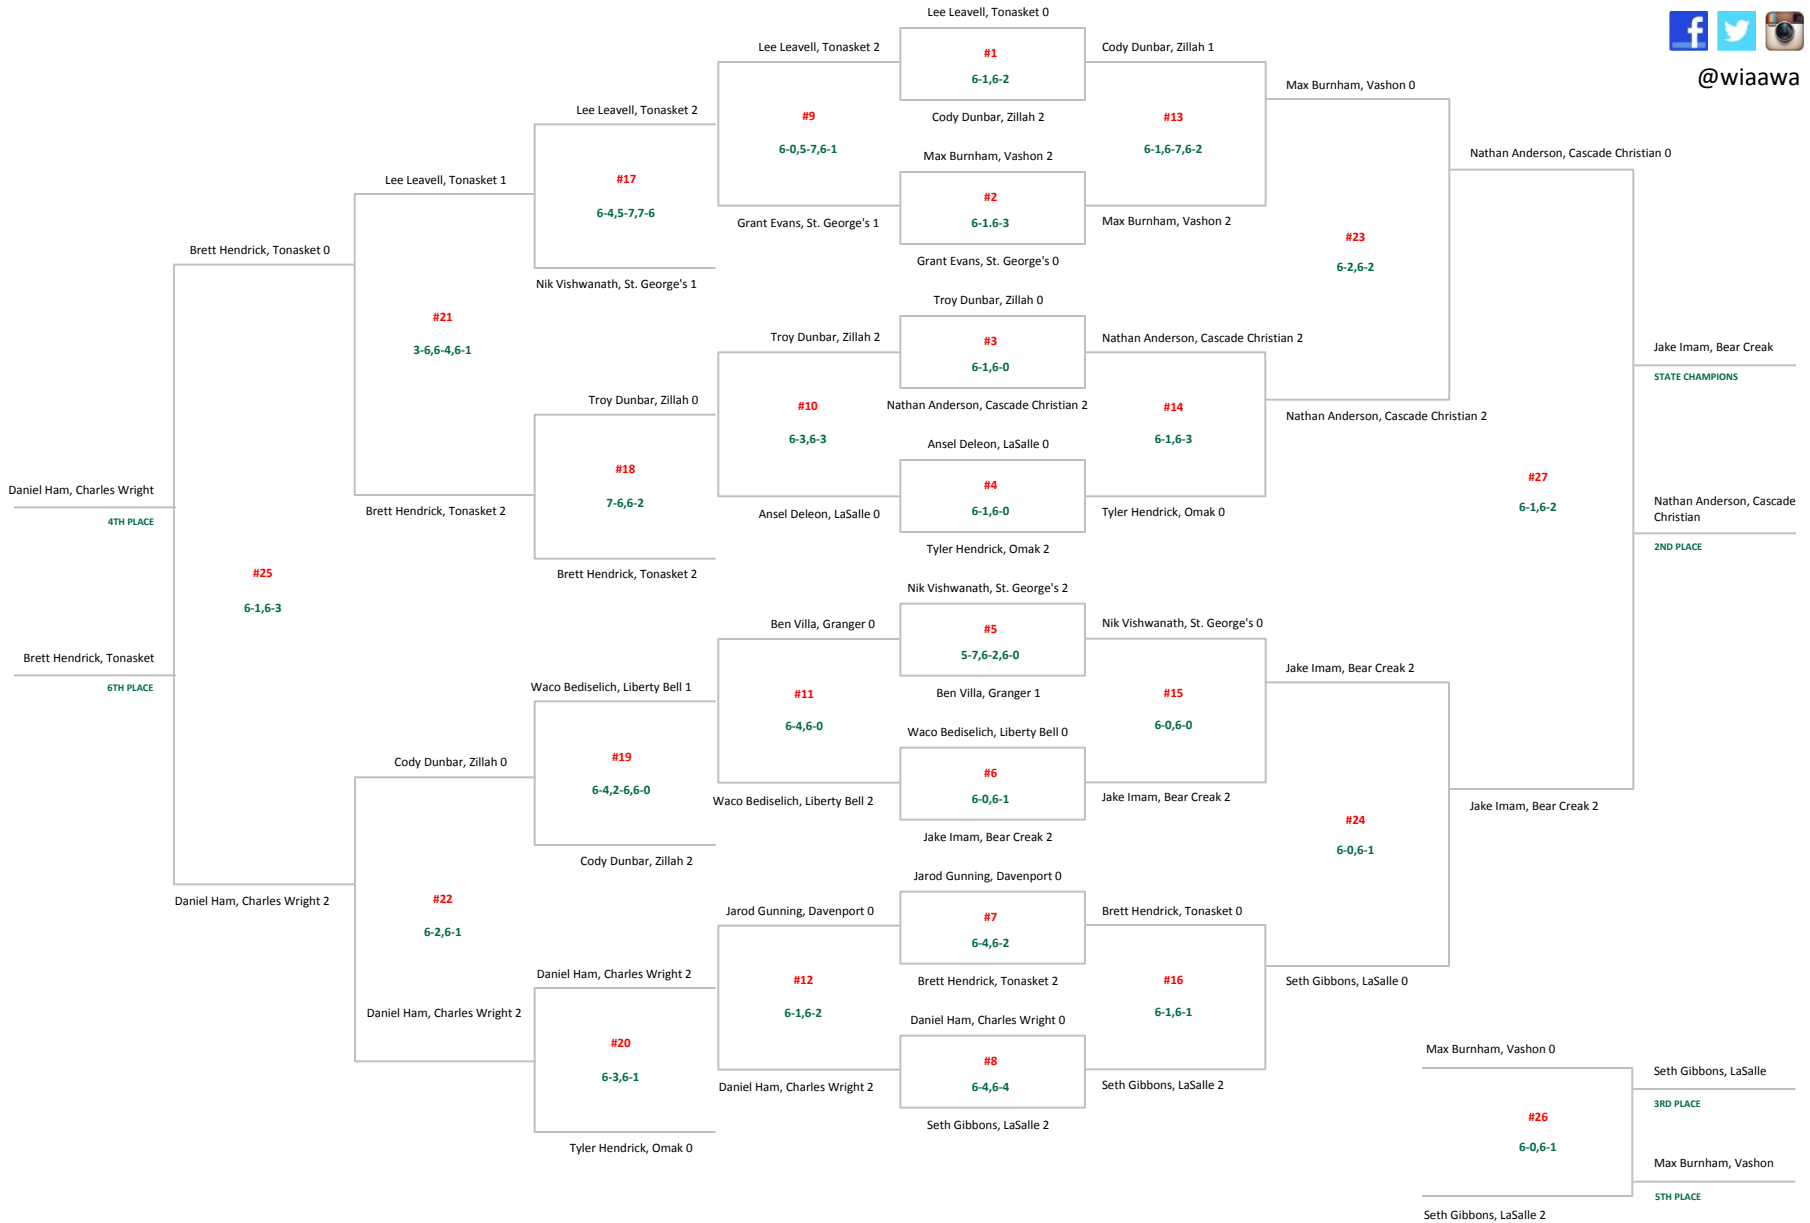 Lee Leavell, Tonasket 0
Lee Leavell, Tonasket 2
#1
Cody Dunbar, Zillah 1
@wiaawa
6-1,6-2
Max Burnham, Vashon 0
Lee Leavell, Tonasket 2
#9
Cody Dunbar, Zillah 2
#13
6-0,5-7,6-1
Max Burnham, Vashon 2
6-1,6-7,6-2
Nathan Anderson, Cascade Christian 0
Lee Leavell, Tonasket 1
#17
#2
6-4,5-7,7-6
Grant Evans, St. George's 1
6-1.6-3
Max Burnham, Vashon 2
Brett Hendrick, Tonasket 0
#23
Grant Evans, St. George's 0
6-2,6-2
Nik Vishwanath, St. George's 1
Troy Dunbar, Zillah 0
#21
Troy Dunbar, Zillah 2
#3
Nathan Anderson, Cascade Christian 2
Jake Imam, Bear Creak
3-6,6-4,6-1
6-1,6-0
STATE CHAMPIONS
Troy Dunbar, Zillah 0
#10
Nathan Anderson, Cascade Christian 2
#14
Nathan Anderson, Cascade Christian 2
6-3,6-3
Ansel Deleon, LaSalle 0
6-1,6-3
#18
#4
#27
Daniel Ham, Charles Wright
7-6,6-2
6-1,6-0
6-1,6-2
Nathan Anderson, Cascade
Christian
4TH PLACE
Brett Hendrick, Tonasket 2
Ansel Deleon, LaSalle 0
Tyler Hendrick, Omak 0
2ND PLACE
Tyler Hendrick, Omak 2
#25
Brett Hendrick, Tonasket 2
Nik Vishwanath, St. George's 2
6-1,6-3
Ben Villa, Granger 0
#5
Nik Vishwanath, St. George's 0
Brett Hendrick, Tonasket
5-7,6-2,6-0
Jake Imam, Bear Creak 2
6TH PLACE
Waco Bediselich, Liberty Bell 1
#11
Ben Villa, Granger 1
#15
6-4,6-0
Waco Bediselich, Liberty Bell 0
6-0,6-0
Cody Dunbar, Zillah 0
#19
#6
6-4,2-6,6-0
Waco Bediselich, Liberty Bell 2
6-0,6-1
Jake Imam, Bear Creak 2
Jake Imam, Bear Creak 2
#24
Jake Imam, Bear Creak 2
6-0,6-1
Cody Dunbar, Zillah 2
Jarod Gunning, Davenport 0
Daniel Ham, Charles Wright 2
#22
Jarod Gunning, Davenport 0
#7
Brett Hendrick, Tonasket 0
6-2,6-1
6-4,6-2
Daniel Ham, Charles Wright 2
#12
Brett Hendrick, Tonasket 2
#16
Seth Gibbons, LaSalle 0
Daniel Ham, Charles Wright 2
6-1,6-2
Daniel Ham, Charles Wright 0
6-1,6-1
#20
#8
Max Burnham, Vashon 0
6-3,6-1
Daniel Ham, Charles Wright 2
6-4,6-4
Seth Gibbons, LaSalle 2
Seth Gibbons, LaSalle
3RD PLACE
Seth Gibbons, LaSalle 2
#26
Tyler Hendrick, Omak 0
6-0,6-1
Max Burnham, Vashon
5TH PLACE
Seth Gibbons, LaSalle 2